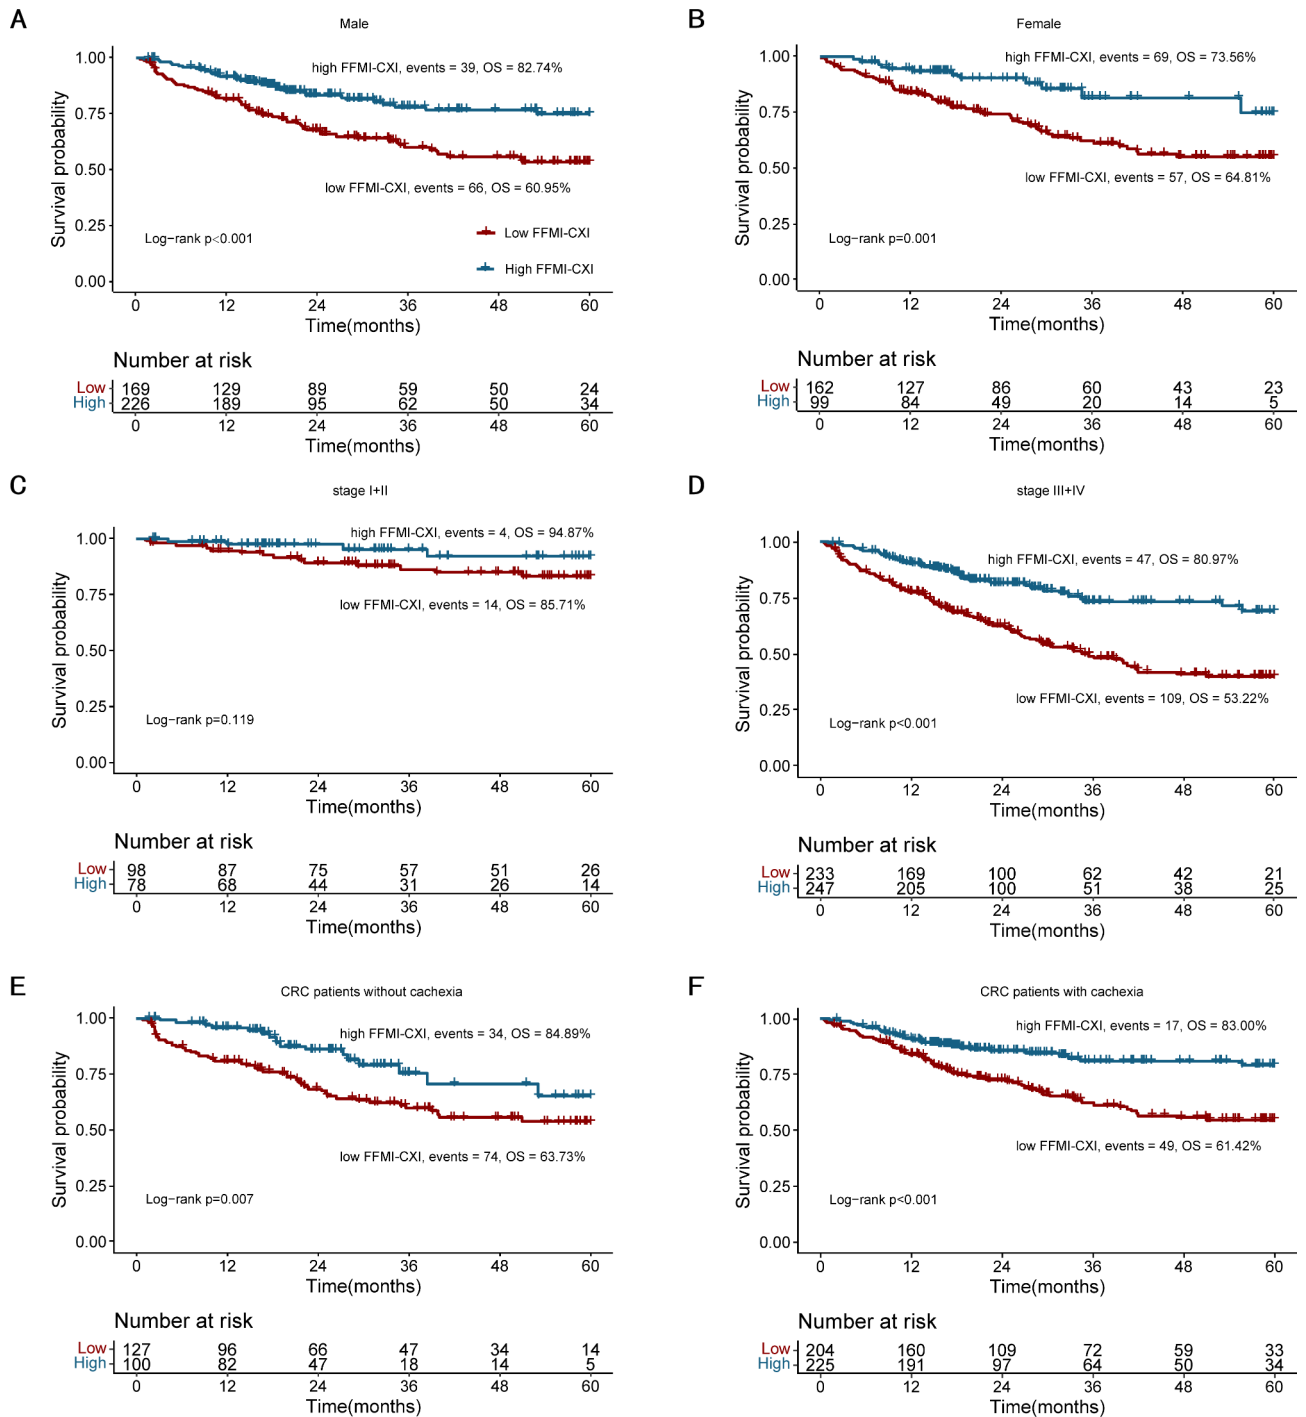 A
Male
high FFMI-CXI, events = 39, OS = 82.74%
low FFMI-CXI, events = 66, OS = 60.95%
Log-rank p<0.001
Low FFMI-CXI
High FFMI-CXI
Survival probability
1.00
0.75
0.50
0.25
0.00
0 12 24 36 48 60
Time(months)
Number at risk
Low 169 129 89 59 50 24
High 226 189 95 62 50 34
0 12 24 36 48 60
Time(months)
B
Female
high FFMI-CXI, events = 69, OS = 73.56%
low FFMI-CXI, events = 57, OS = 64.81%
Log-rank p=0.001
Survival probability
1.00
0.75
0.50
0.25
0.00
0 12 24 36 48 60
Time(months)
Number at risk
Low 162 127 86 60 43 23
High 99 84 49 20 14 5
0 12 24 36 48 60
Time(months)
C
stage I+II
high FFMI-CXI, events = 4, OS = 94.87%
low FFMI-CXI, events = 14, OS = 85.71%
Log-rank p=0.119
Survival probability
1.00
0.75
0.50
0.25
0.00
0 12 24 36 48 60
Time(months)
Number at risk
Low 98 87 75 57 51 26
High 78 68 44 31 26 14
0 12 24 36 48 60
Time(months)
D
stage III+IV
high FFMI-CXI, events = 47, OS = 80.97%
low FFMI-CXI, events = 109, OS = 53.22%
Log-rank p<0.001
Survival probability
1.00
0.75
0.50
0.25
0.00
0 12 24 36 48 60
Time(months)
Number at risk
Low 233 169 100 62 42 21
High 247 205 100 51 38 25
0 12 24 36 48 60
Time(months)
E
CRC patients without cachexia
high FFMI-CXI, events = 34, OS = 84.89%
low FFMI-CXI, events = 74, OS = 63.73%
Log-rank p=0.007
Survival probability
1.00
0.75
0.50
0.25
0.00
0 12 24 36 48 60
Time(months)
Number at risk
Low 127 96 66 47 34 14
High 100 82 47 18 14 5
0 12 24 36 48 60
Time(months)
F
CRC patients with cachexia
high FFMI-CXI, events = 17, OS = 83.00%
low FFMI-CXI, events = 49, OS = 61.42%
Log-rank p<0.001
Survival probability
1.00
0.75
0.50
0.25
0.00
0 12 24 36 48 60
Time(months)
Number at risk
Low 204 160 109 72 59 33
High 225 191 97 64 50 34
0 12 24 36 48 60
Time(months)